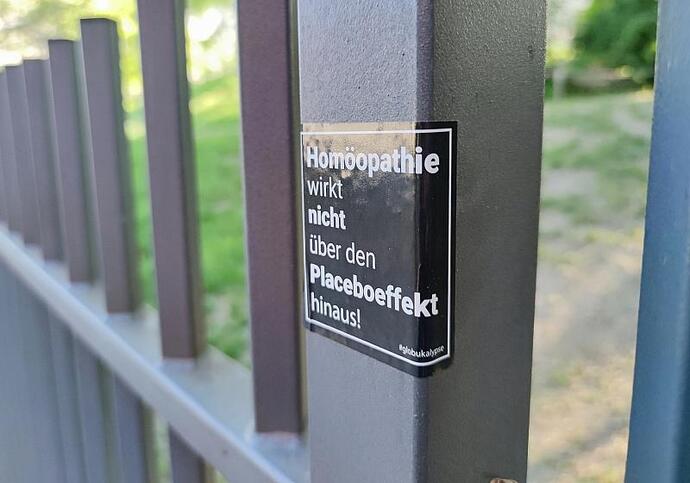 Homöopathie
wirkt
nicht
über den
Placeboeffekt
hinaus!
#globukalypse